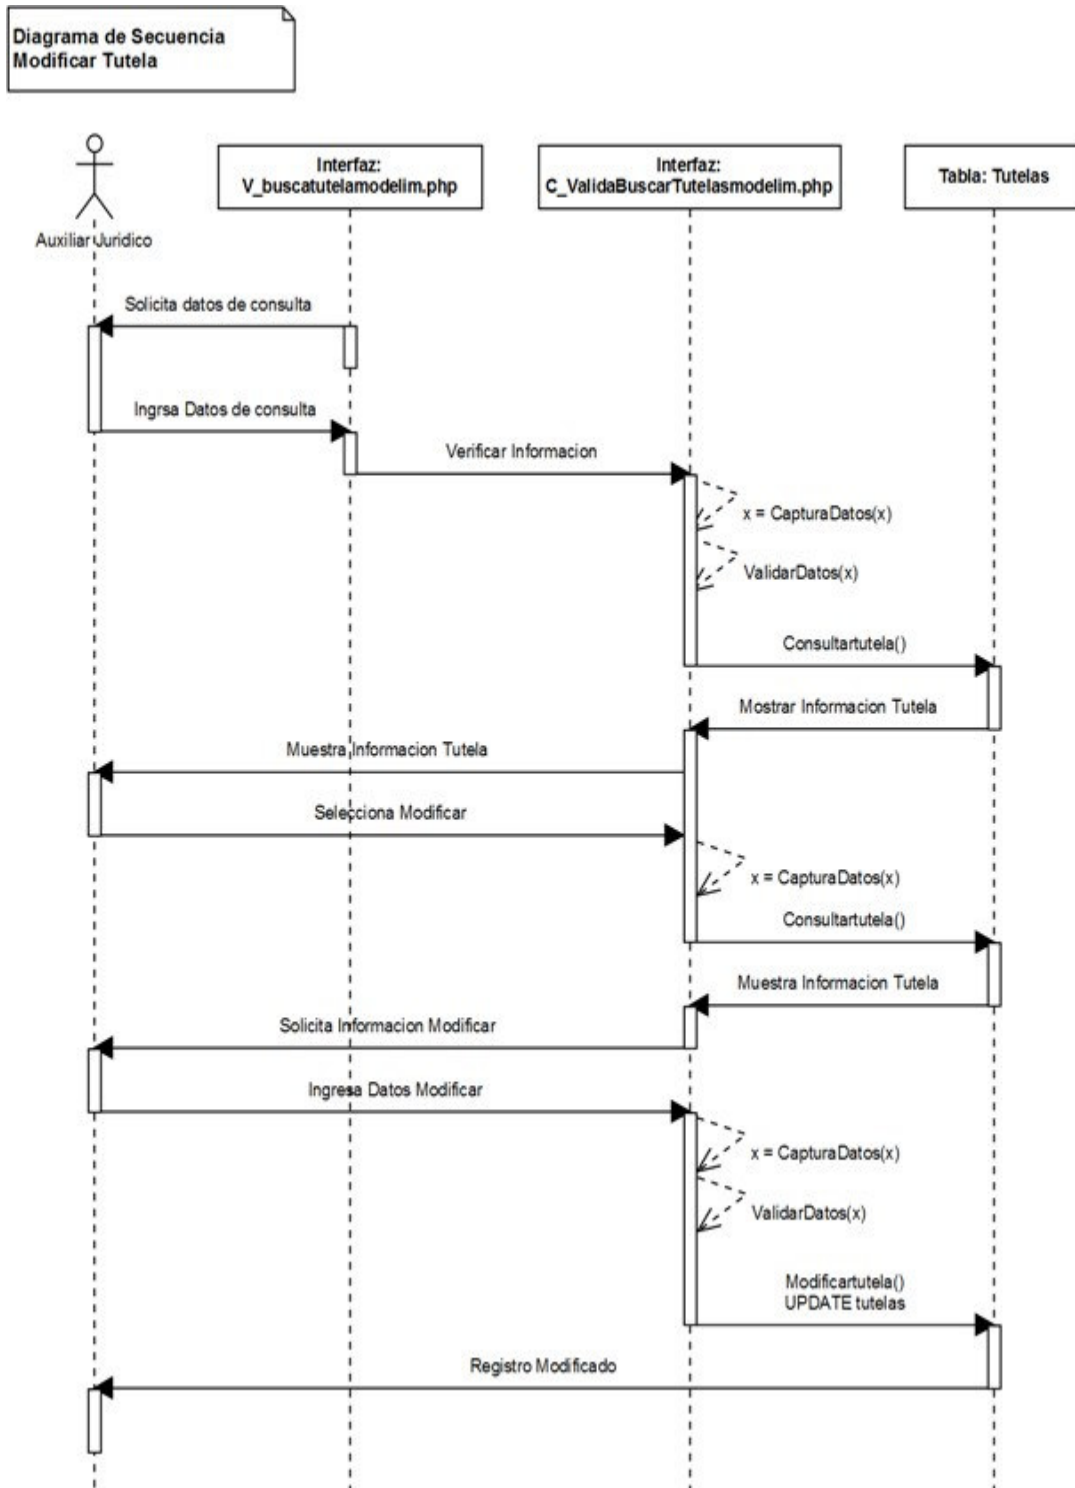 Diagrama de Secuencia
Modificar Tutela
Interfaz:
V_buscatutelamodelim.php
Interfaz:
C_ValidaBuscarTutelasmodelim.php
Tabla: Tutelas
Auxiliar Juridico
Solicita datos de consulta
Ingrsa Datos de consulta
Verificar Informacion
x = CapturaDatos(x)
ValidarDatos(x)
Consultartutela()
Mostrar Informacion Tutela
Muestra Informacion Tutela
Selecciona Modificar
x = CapturaDatos(x)
Consultartutela()
Muestra Informacion Tutela
Solicita Informacion Modificar
Ingresa Datos Modificar
x = CapturaDatos(x)
ValidarDatos(x)
Modificartutela()
UPDATE tutelas
Registro Modificado